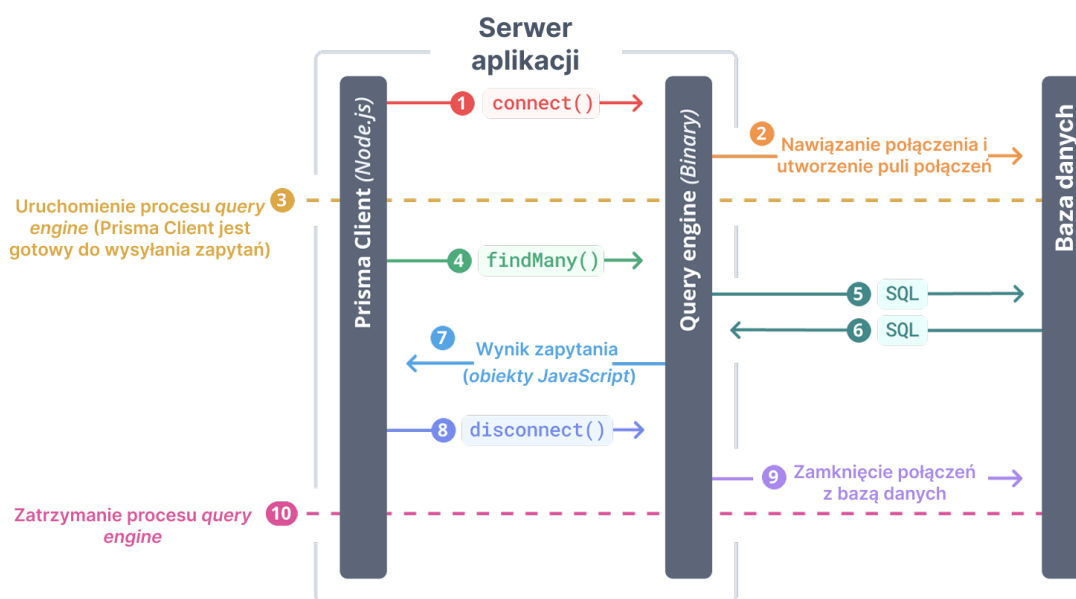 Serwer
aplikacji
Prisma Client (Node.js)
Query engine (Binary)
Baza danych
1 connect()
2 Nawiązanie połączenia i
utworzenie puli połączeń
3 Uruchomienie procesu query
engine (Prisma Client jest
gotowy do wysyłania zapytań)
4 findMany()
5 SQL
6 SQL
7 Wynik zapytania
(obiekty JavaScript)
8 disconnect()
9 Zamknięcie połączeń
z bazą danych
10 Zatrzymanie procesu query
engine